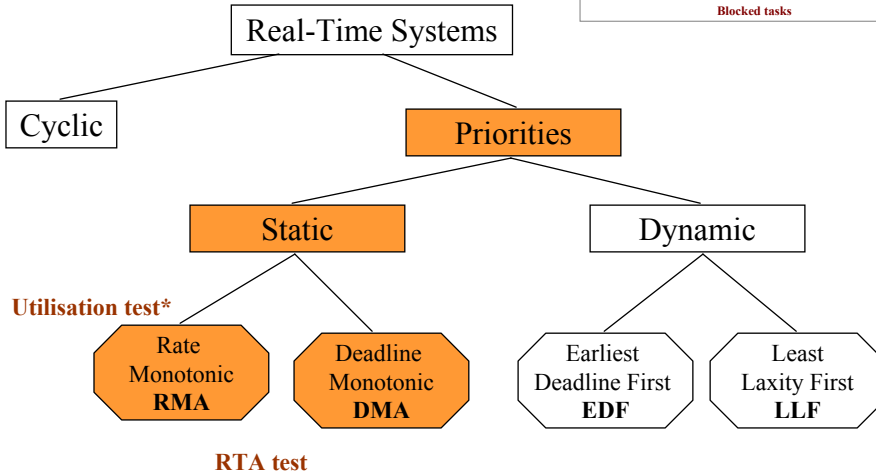 Blocked tasks
Real-Time Systems
Cyclic
Priorities
Static
Dynamic
Utilisation test*
Rate
Monotonic
RMA
Deadline
Monotonic
DMA
Earliest
Deadline First
EDF
Least
Laxity First
LLF
RTA test